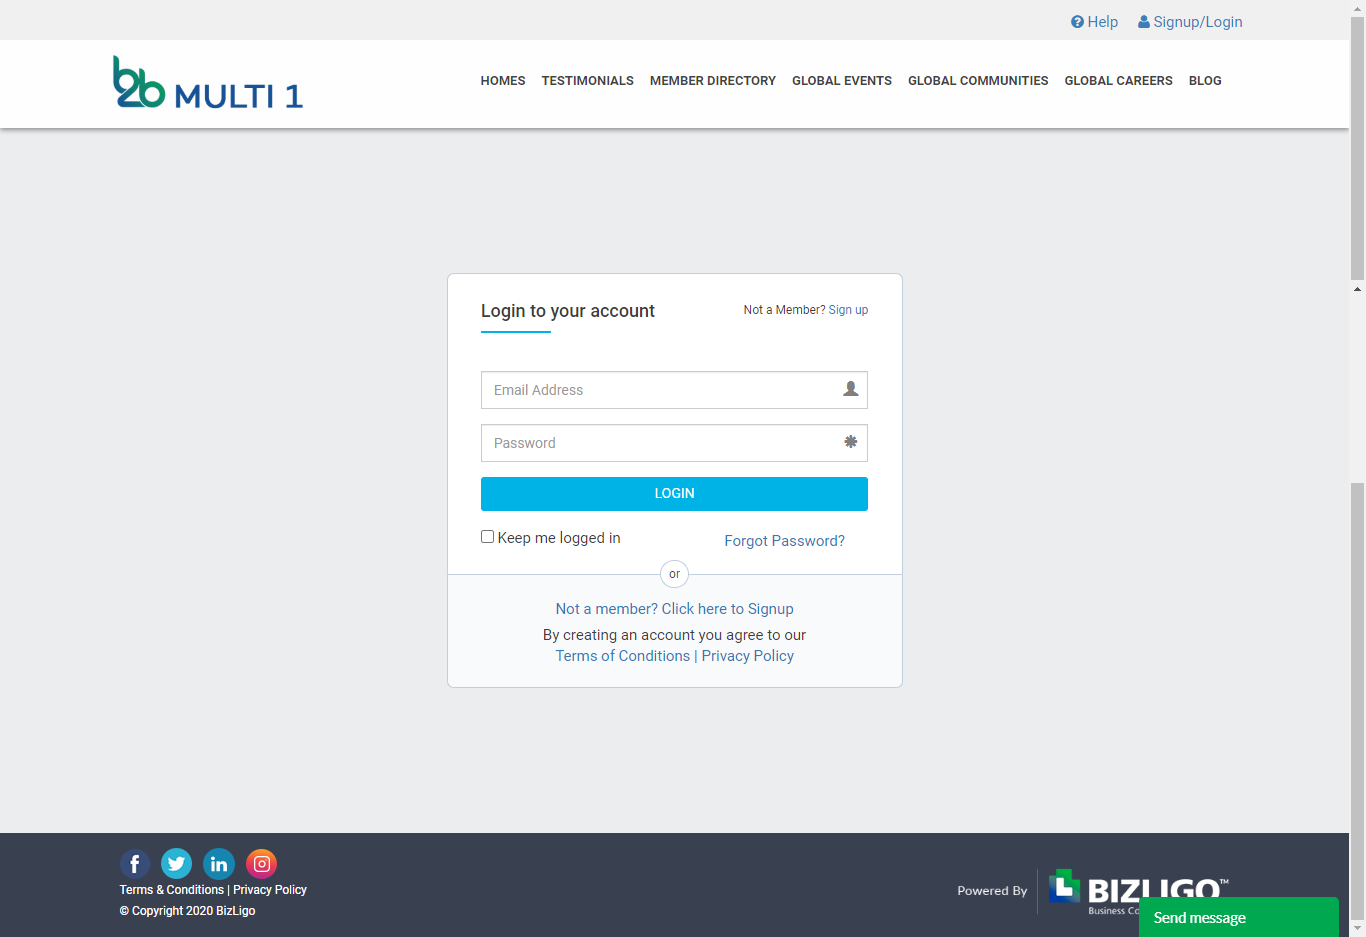 Help Signup/Login
b2b MULTI 1
HOMES TESTIMONIALS MEMBER DIRECTORY GLOBAL EVENTS GLOBAL COMMUNITIES GLOBAL CAREERS BLOG
Login to your account
Not a Member? Sign up
Email Address
Password
LOGIN
Keep me logged in
Forgot Password?
or
Not a member? Click here to Signup
By creating an account you agree to our
Terms of Conditions | Privacy Policy
Terms & Conditions | Privacy Policy
© Copyright 2020 BizLigo
Powered By
BIZLIGO™
Business
Send message